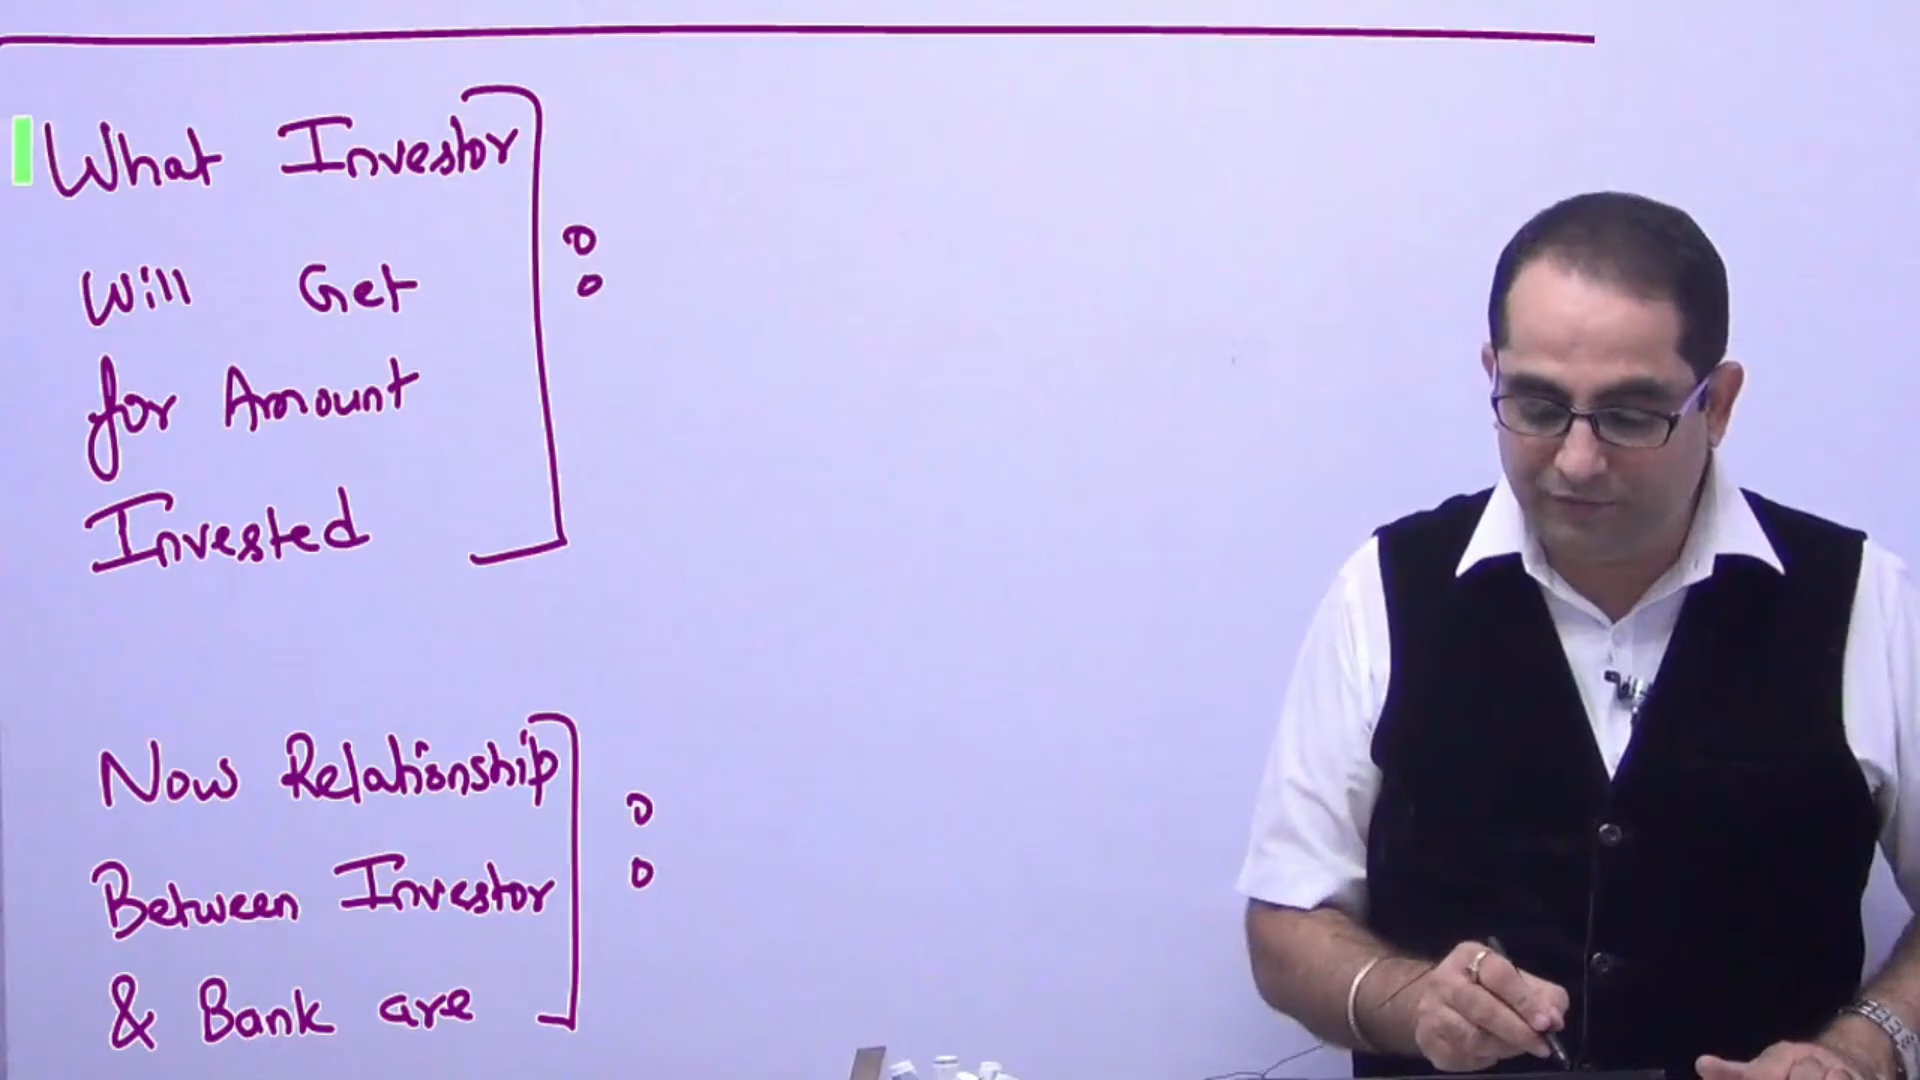 What Investor
Will Get
for Amount
Invested
:
Now Relationship
Between Investor
& Bank are
: